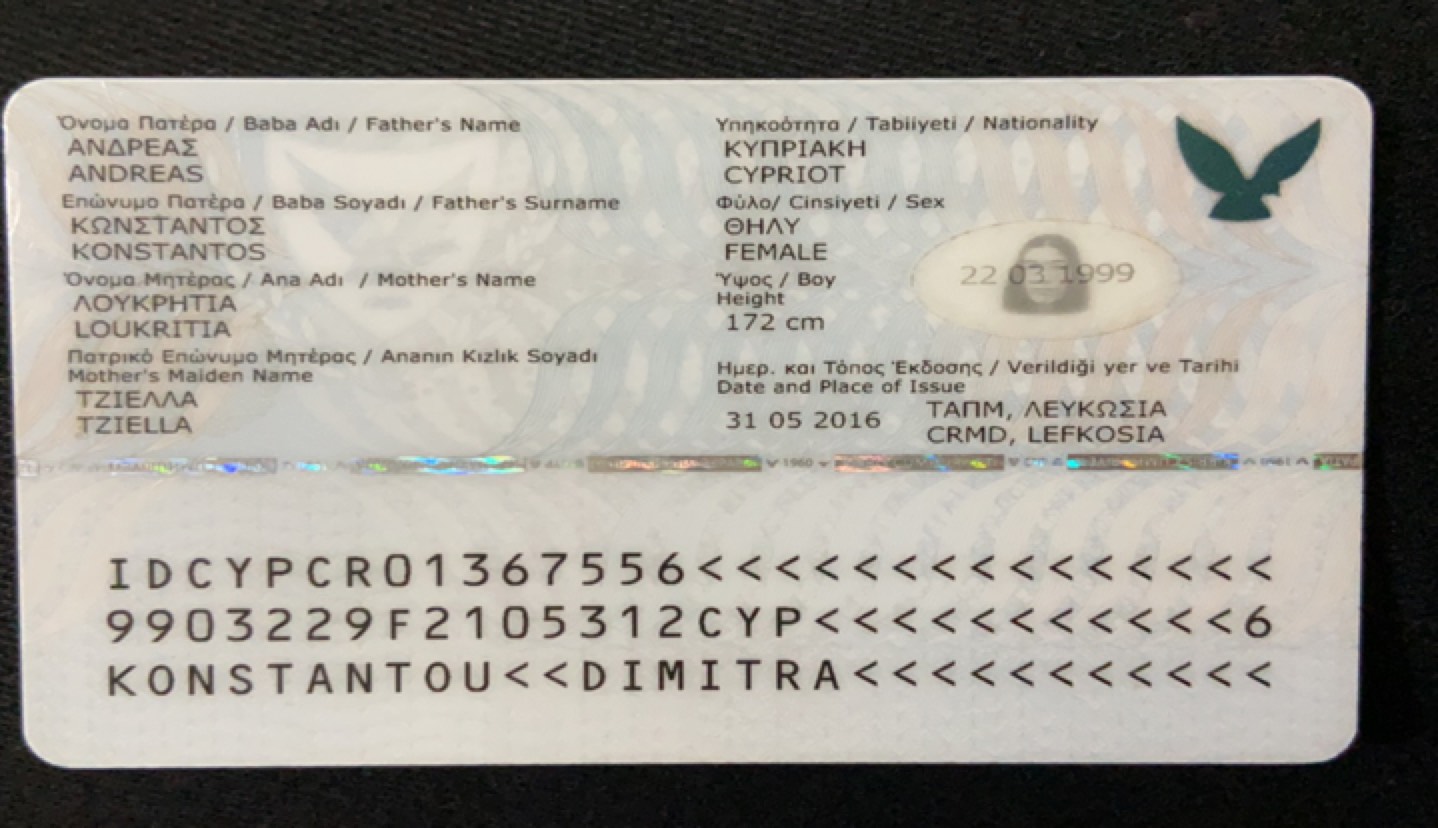 Όνομα Πατέρα / Baba Adı / Father's Name
ΑΝΔΡΕΑΣ
ANDREAS
Επώνυμο Πατέρα / Baba Soyadı / Father's Surname
ΚΩΝΣΤΑΝΤΟΣ
KONSTANTOS
Όνομα Μητέρας / Ana Adı / Mother's Name
ΛΟΥΚΡΗΤΙΑ
LOUKRITIA
Πατρικό Επώνυμο Μητέρας / Ananın Kızlık Soyadı
Mother's Maiden Name
ΤΖΙΕΛΛΑ
TZIELLA
Υπηκοότητα / Tabiiyeti / Nationality
ΚΥΠΡΙΑΚΗ
CYPRIOT
Φύλο/ Cinsiyeti / Sex
ΘΗΛΥ
FEMALE
Ύψος / Boy
Height
172 cm
22 03 1999
Ημερ. και Τόπος Έκδοσης / Verildiği yer ve Tarihi
Date and Place of Issue
31 05 2016
ΤΑΠΜ, ΛΕΥΚΩΣΙΑ
CRMD, LEFKOSIA
1960
IDCYPCR01367556<<<<<<<<<<<<<<<
9903229F2105312CYP<<<<<<<<<<<6
KONSTANTOU<<DIMITRA<<<<<<<<<<<